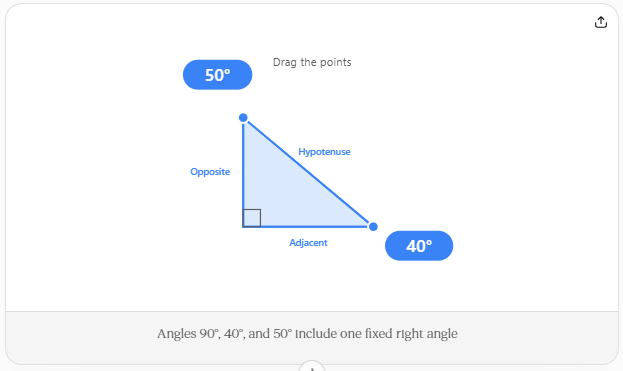 Drag the points
50°
Hypotenuse
Opposite
Adjacent
40°
Angles 90°, 40°, and 50° include one fixed right angle